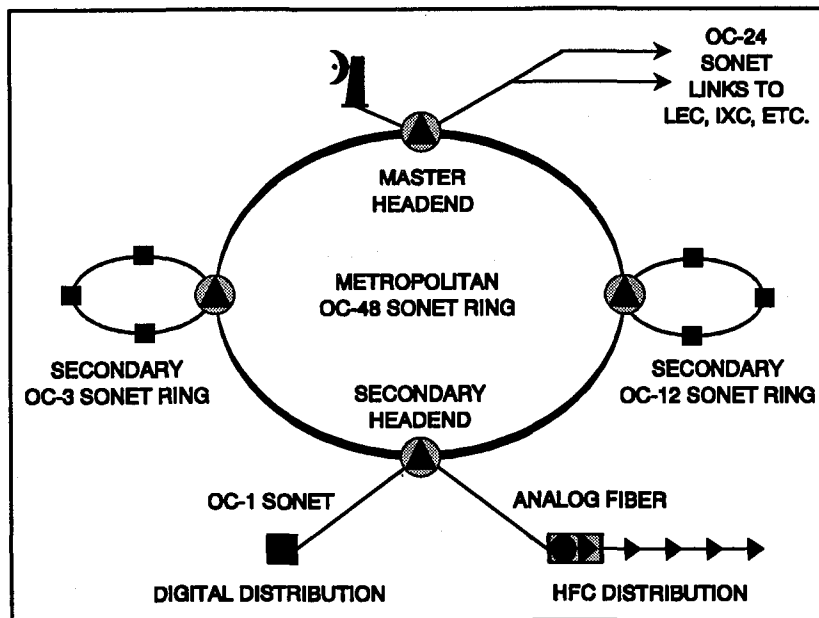 OC-24
SONET
LINKS TO
LEC, IXC, ETC.
MASTER
HEADEND
METROPOLITAN
OC-48 SONET RING
SECONDARY
OC-3 SONET RING
SECONDARY
OC-12 SONET RING
SECONDARY
HEADEND
OC-1 SONET
ANALOG FIBER
DIGITAL DISTRIBUTION
HFC DISTRIBUTION